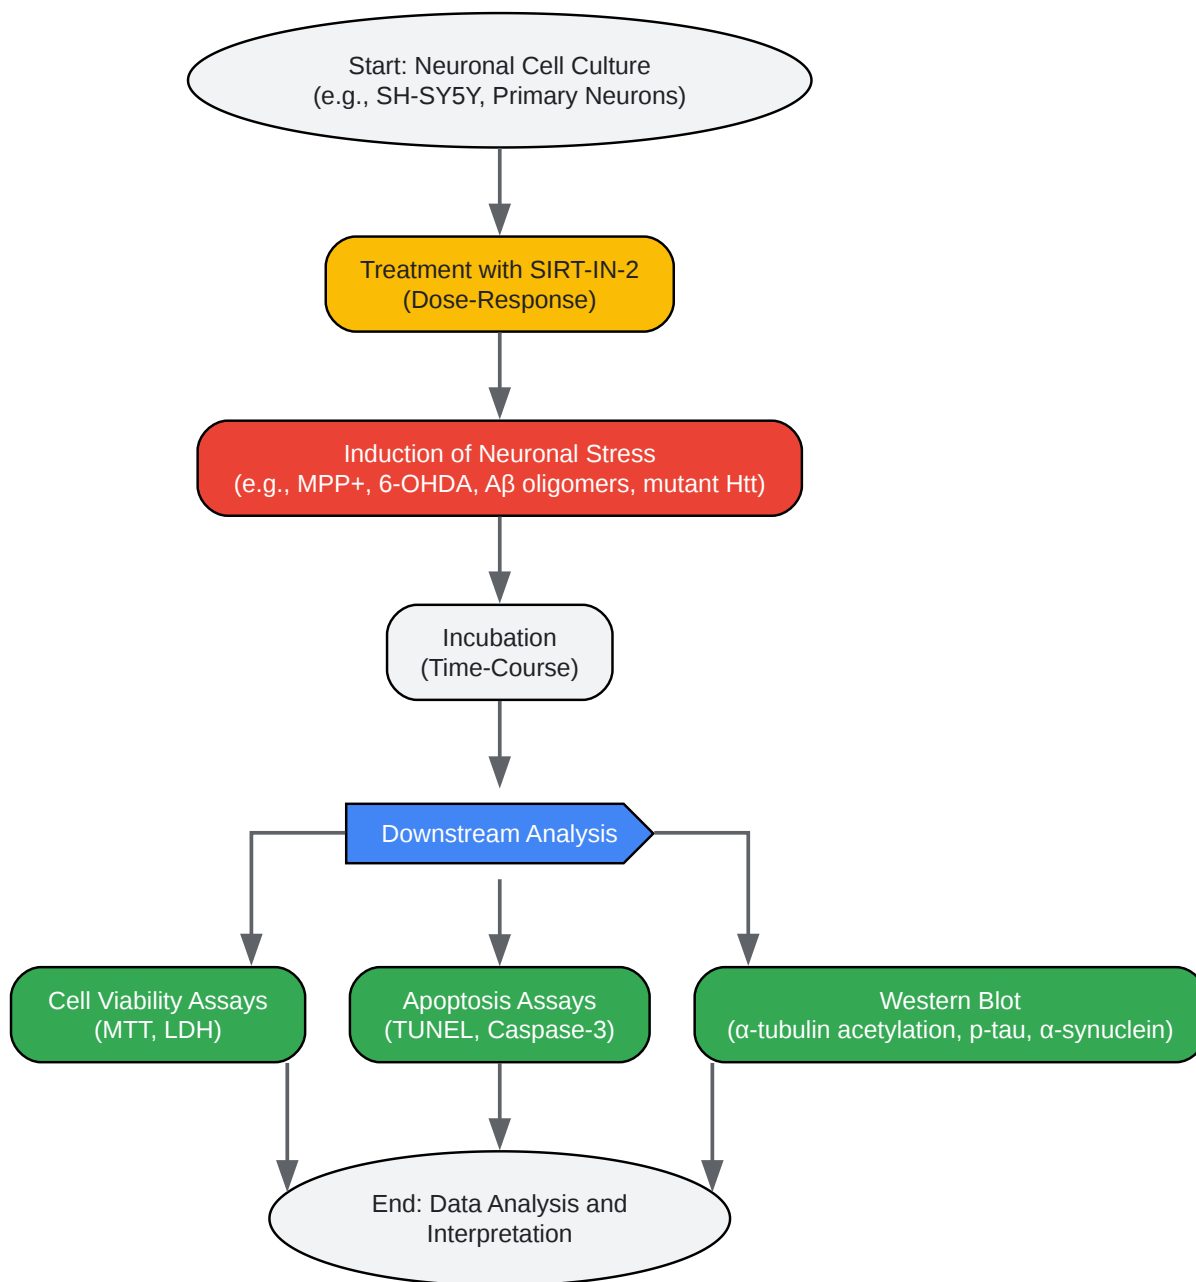 Start: Neuronal Cell Culture
(e.g., SH-SY5Y, Primary Neurons)
Treatment with SIRT-IN-2
(Dose-Response)
Induction of Neuronal Stress
(e.g., MPP+, 6-OHDA, Aβ oligomers, mutant Htt)
Incubation
(Time-Course)
Downstream Analysis
Cell Viability Assays
(MTT, LDH)
Apoptosis Assays
(TUNEL, Caspase-3)
Western Blot
(α-tubulin acetylation, p-tau, α-synuclein)
End: Data Analysis and
Interpretation